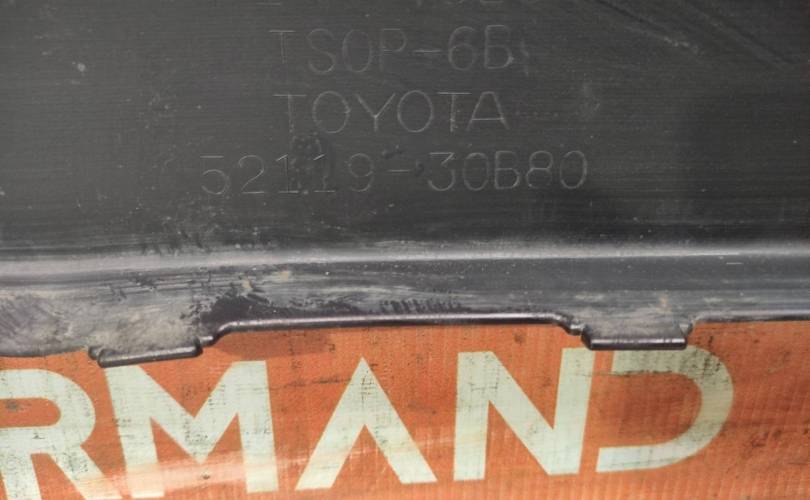 TSOP-6B
TOYOTA
52119-30B80
RMAND